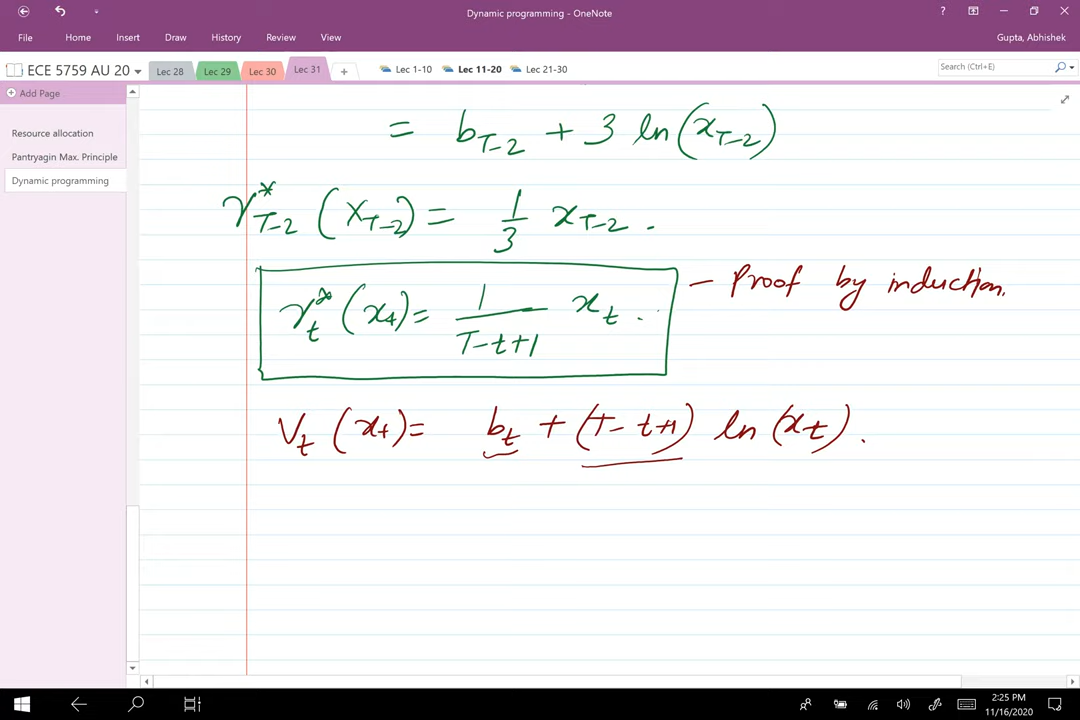 Dynamic programming - OneNote
? Gupta, Abhishek
File Home Insert Draw History Review View
ECE 5759 AU 20 Lec 28 Lec 29 Lec 30 Lec 31 + Lec 1-10 Lec 11-20 Lec 21-30 Search (Ctrl+E)
+ Add Page
Resource allocation
Pantryagin Max. Principle
Dynamic programming
= b_{T-2} + 3 ln(x_{T-2})
γ*_{T-2} (x_{T-2}) = 1/3 x_{T-2}.
γ*_t (x_t) = 1/(T-t+1) x_t . - Proof by induction.
V_t (x_t) = b_t + (T-t+1) ln(x_t).
2:25 PM
11/16/2020